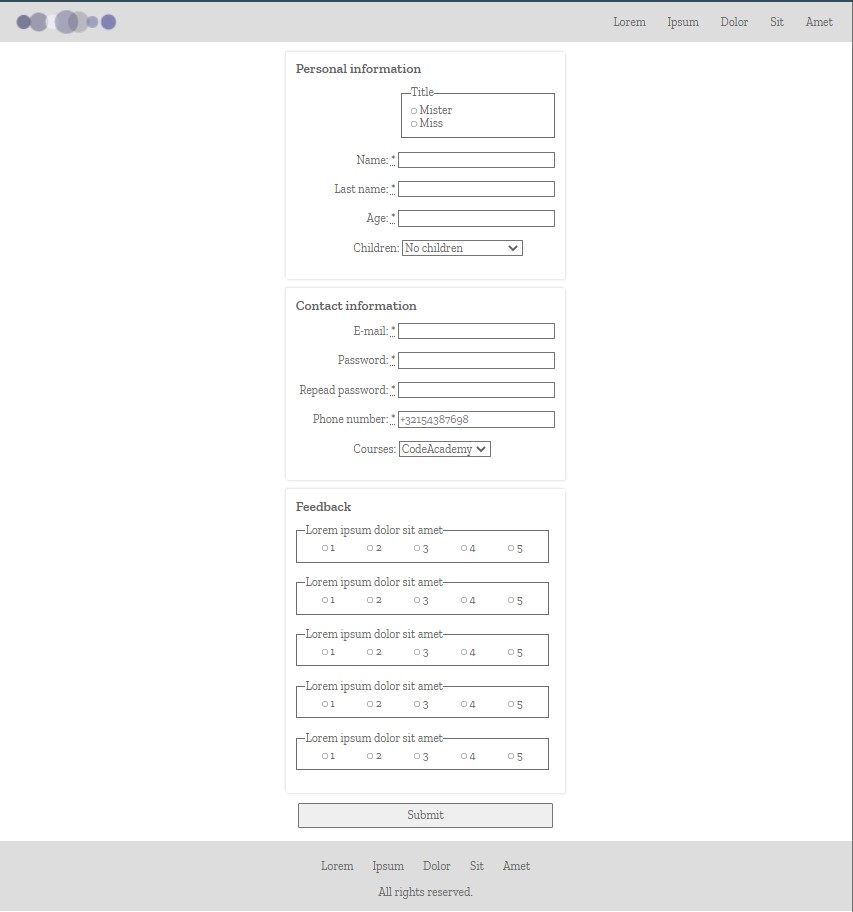 Lorem Ipsum Dolor Sit Amet
Personal information
Title
Mister
Miss
Name: *
Last name: *
Age: *
Children: No children
Contact information
E-mail: *
Password: *
Repead password: *
Phone number: * +32154387698
Courses: CodeAcademy
Feedback
Lorem ipsum dolor sit amet
1 2 3 4 5
Lorem ipsum dolor sit amet
1 2 3 4 5
Lorem ipsum dolor sit amet
1 2 3 4 5
Lorem ipsum dolor sit amet
1 2 3 4 5
Lorem ipsum dolor sit amet
1 2 3 4 5
Submit
Lorem Ipsum Dolor Sit Amet
All rights reserved.